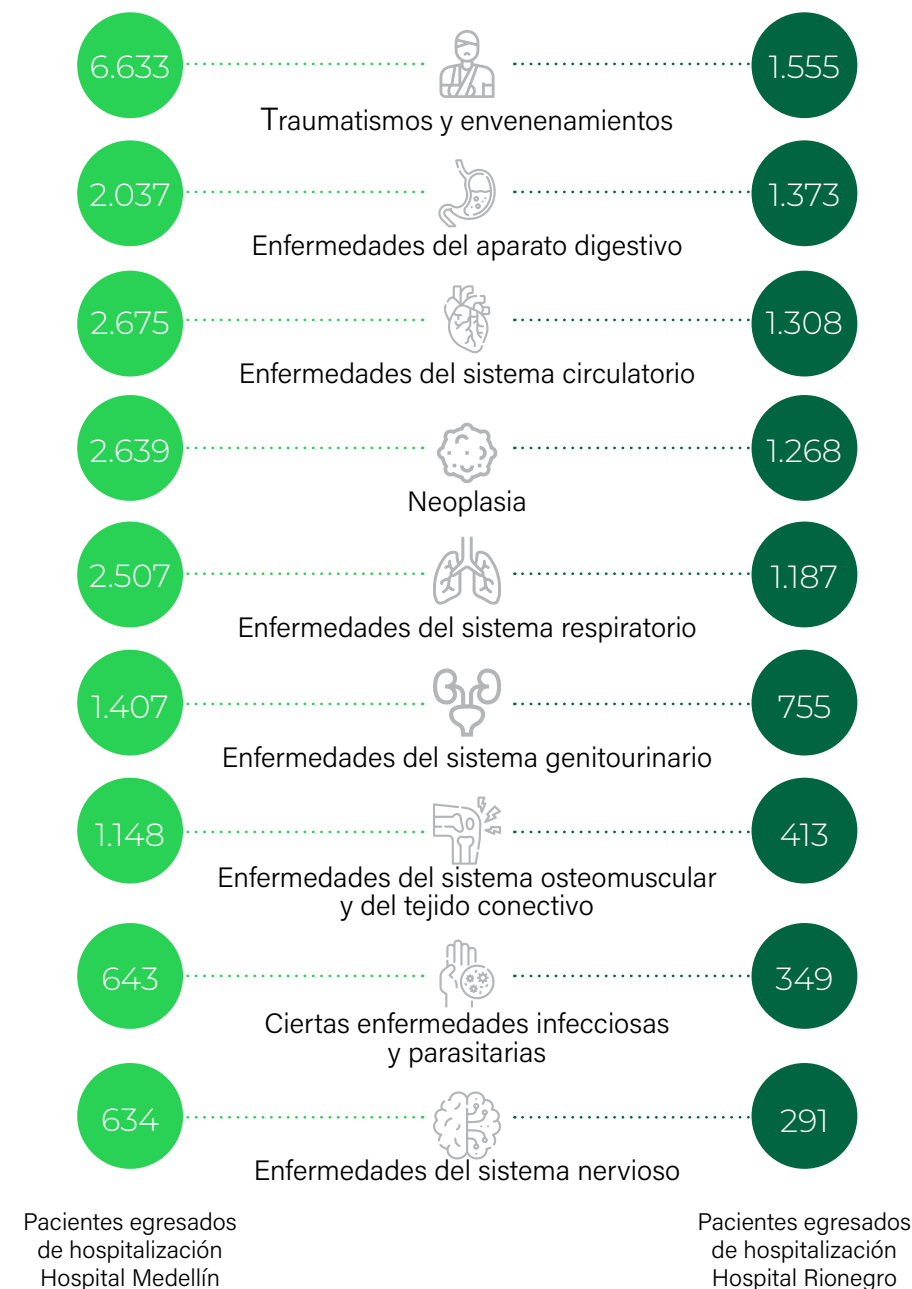 6.633
1.555
Traumatismos y envenenamientos
2.037
1.373
Enfermedades del aparato digestivo
2.675
1.308
Enfermedades del sistema circulatorio
2.639
1.268
Neoplasia
2.507
1.187
Enfermedades del sistema respiratorio
1.407
755
Enfermedades del sistema genitourinario
1.148
413
Enfermedades del sistema osteomuscular
y del tejido conectivo
643
349
Ciertas enfermedades infecciosas
y parasitarias
634
291
Enfermedades del sistema nervioso
Pacientes egresados
de hospitalización
Hospital Medellín
Pacientes egresados
de hospitalización
Hospital Rionegro